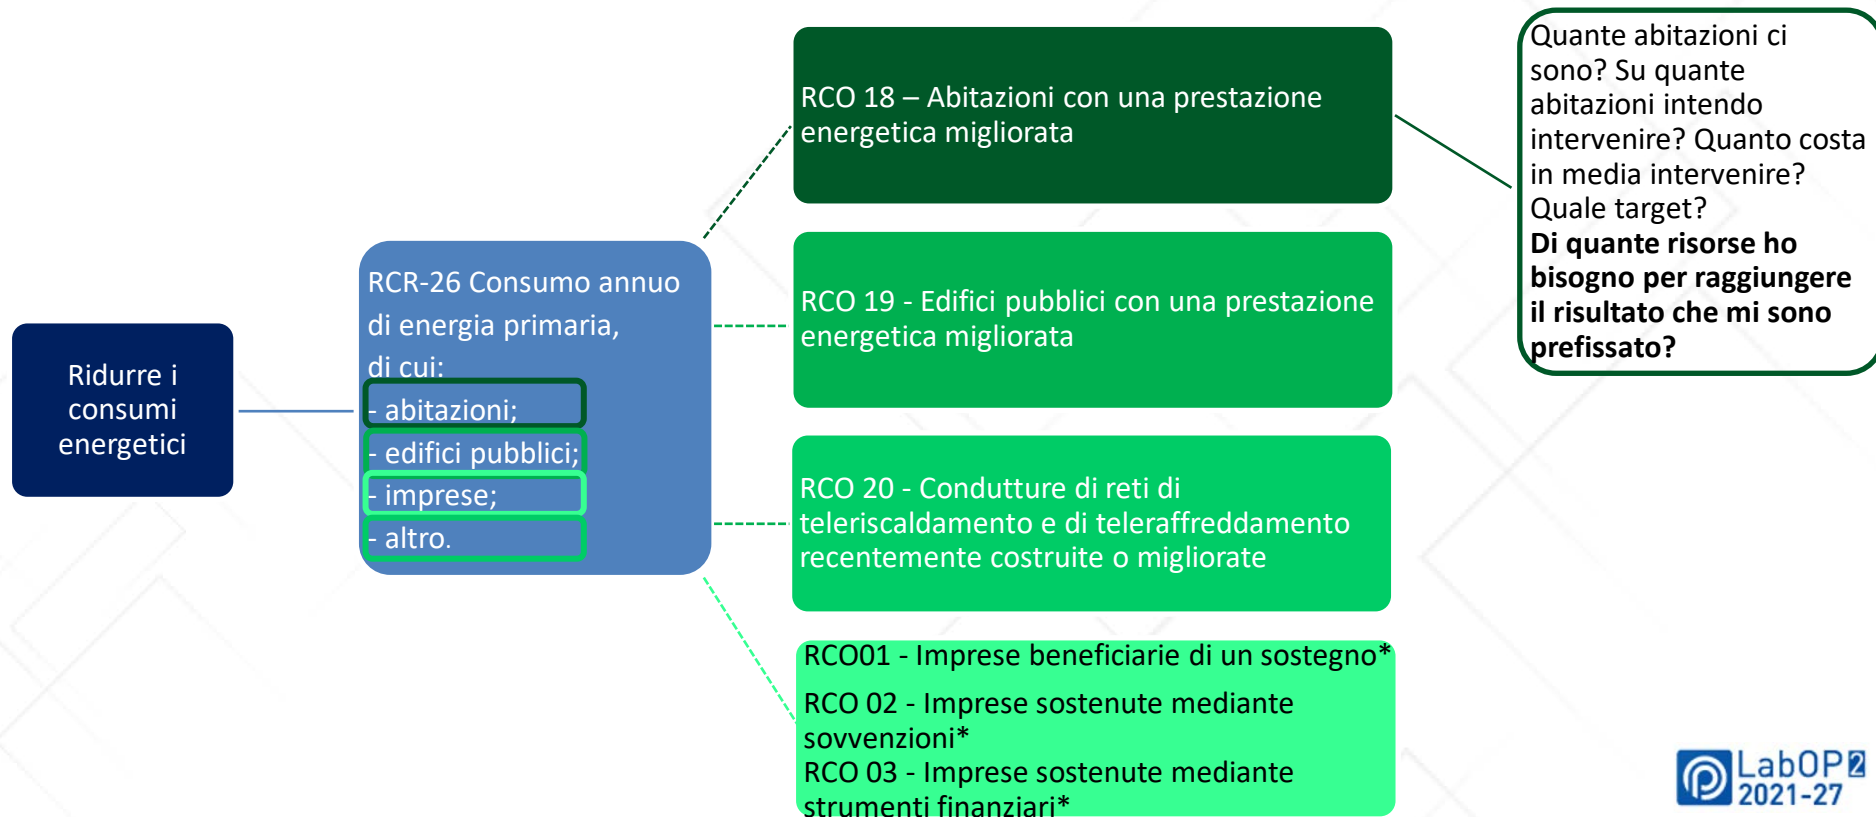 Ridurre i
consumi
energetici
RCR-26 Consumo annuo
di energia primaria,
di cui:
- abitazioni;
- edifici pubblici;
- imprese;
- altro.
RCO 18 – Abitazioni con una prestazione
energetica migliorata
RCO 19 - Edifici pubblici con una prestazione
energetica migliorata
RCO 20 - Condutture di reti di
teleriscaldamento e di teleraffreddamento
recentemente costruite o migliorate
RCO01 - Imprese beneficiarie di un sostegno*
RCO 02 - Imprese sostenute mediante
sovvenzioni*
RCO 03 - Imprese sostenute mediante
strumenti finanziari*
Quante abitazioni ci
sono? Su quante
abitazioni intendo
intervenire? Quanto costa
in media intervenire?
Quale target?
Di quante risorse ho
bisogno per raggiungere
il risultato che mi sono
prefissato?
LabOP2
2021-27